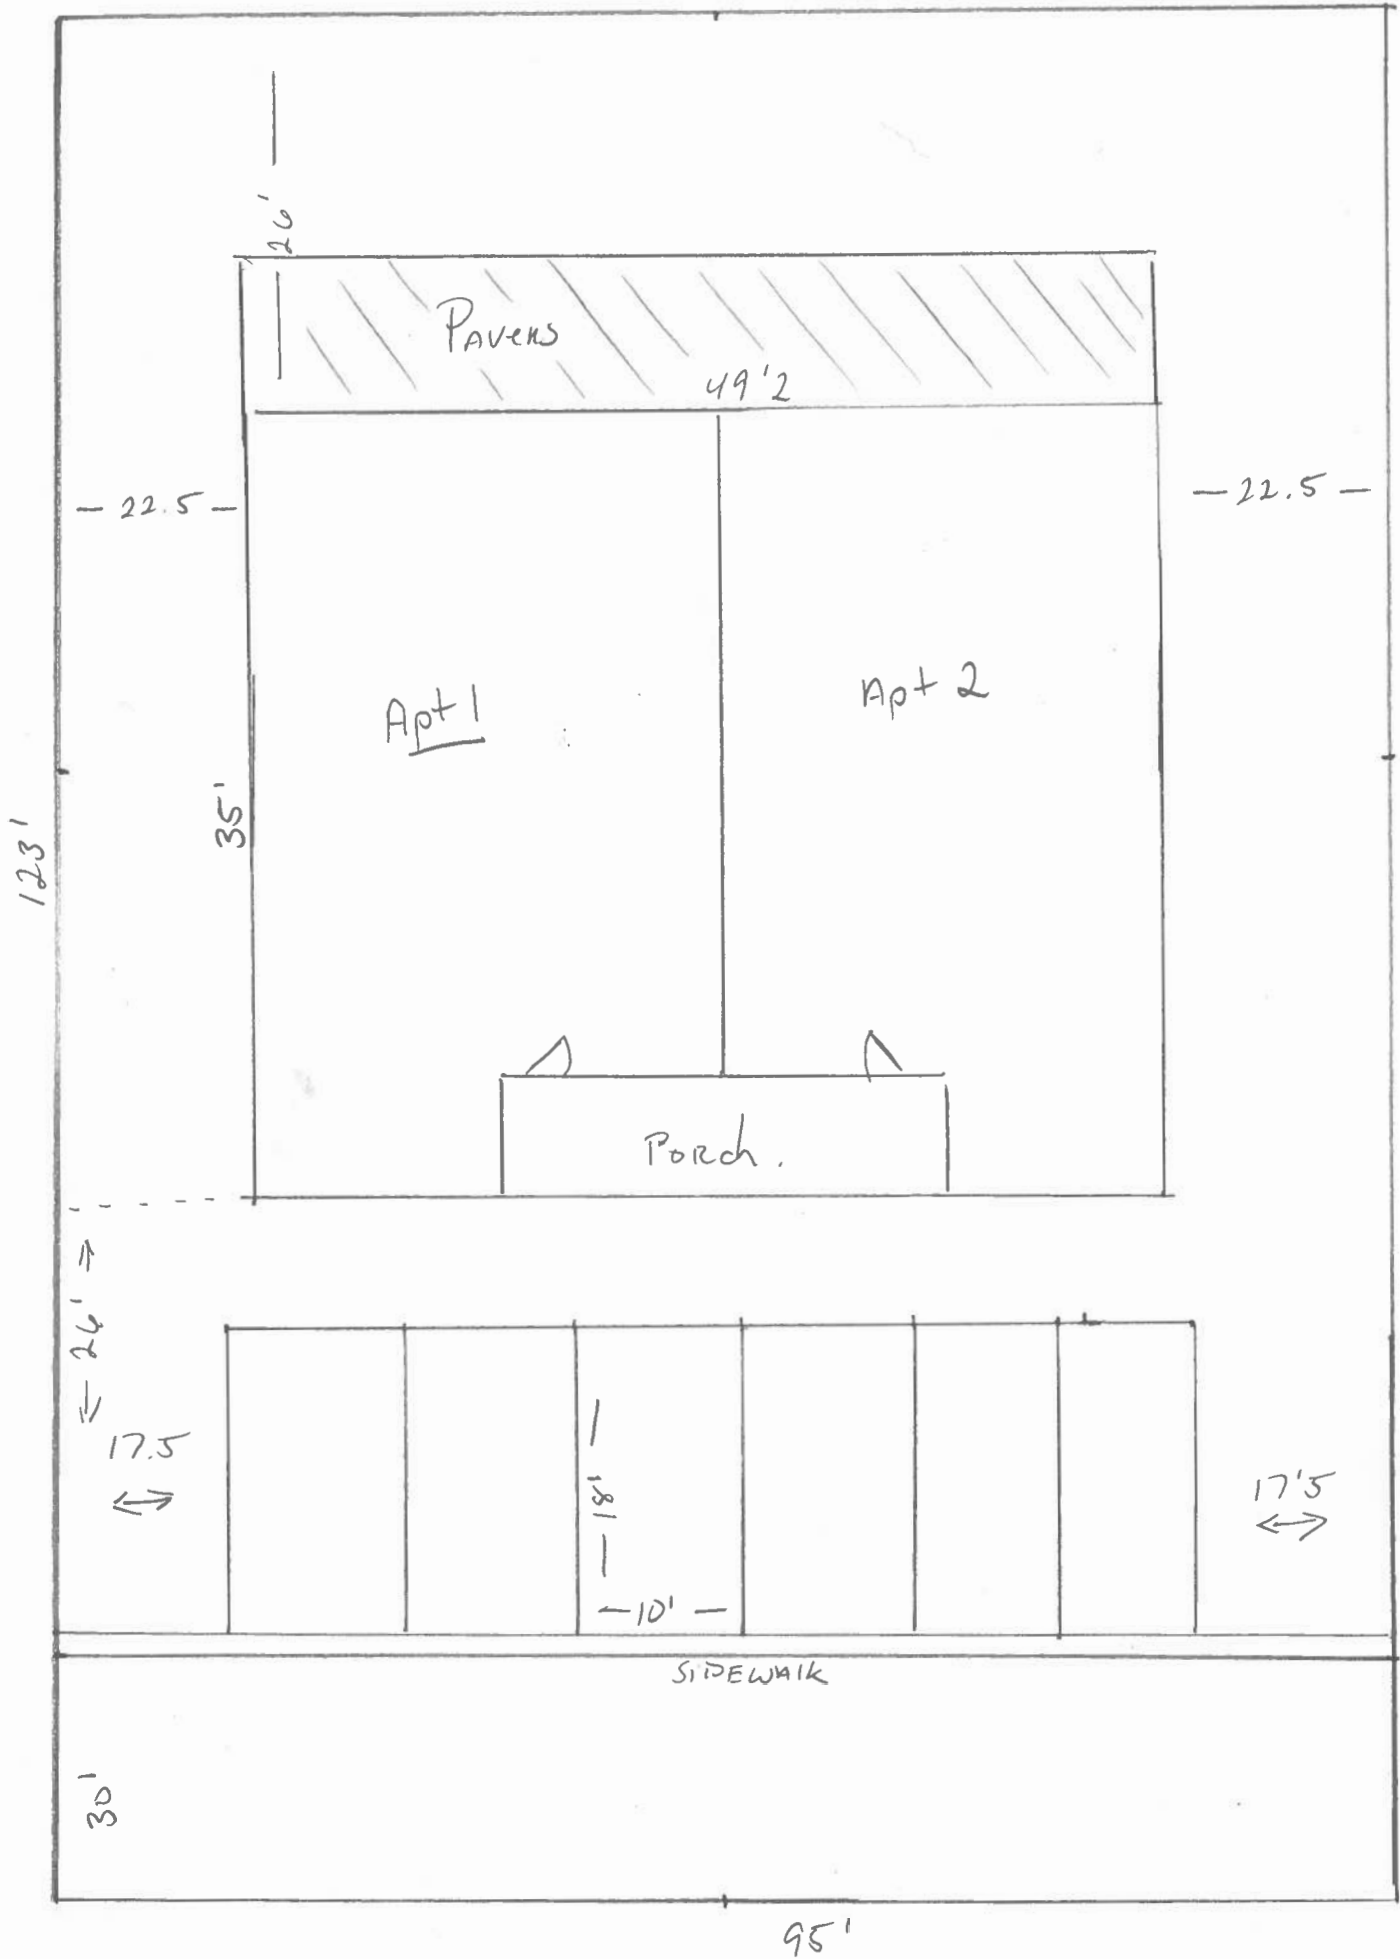 26'
Pavers
49'2
- 22.5 -
- 22.5 -
Apt 1
Apt 2
35'
123'
Porch.
← 26' →
17.5
18'
17'5
- 10' -
SIDEWALK
30'
95'